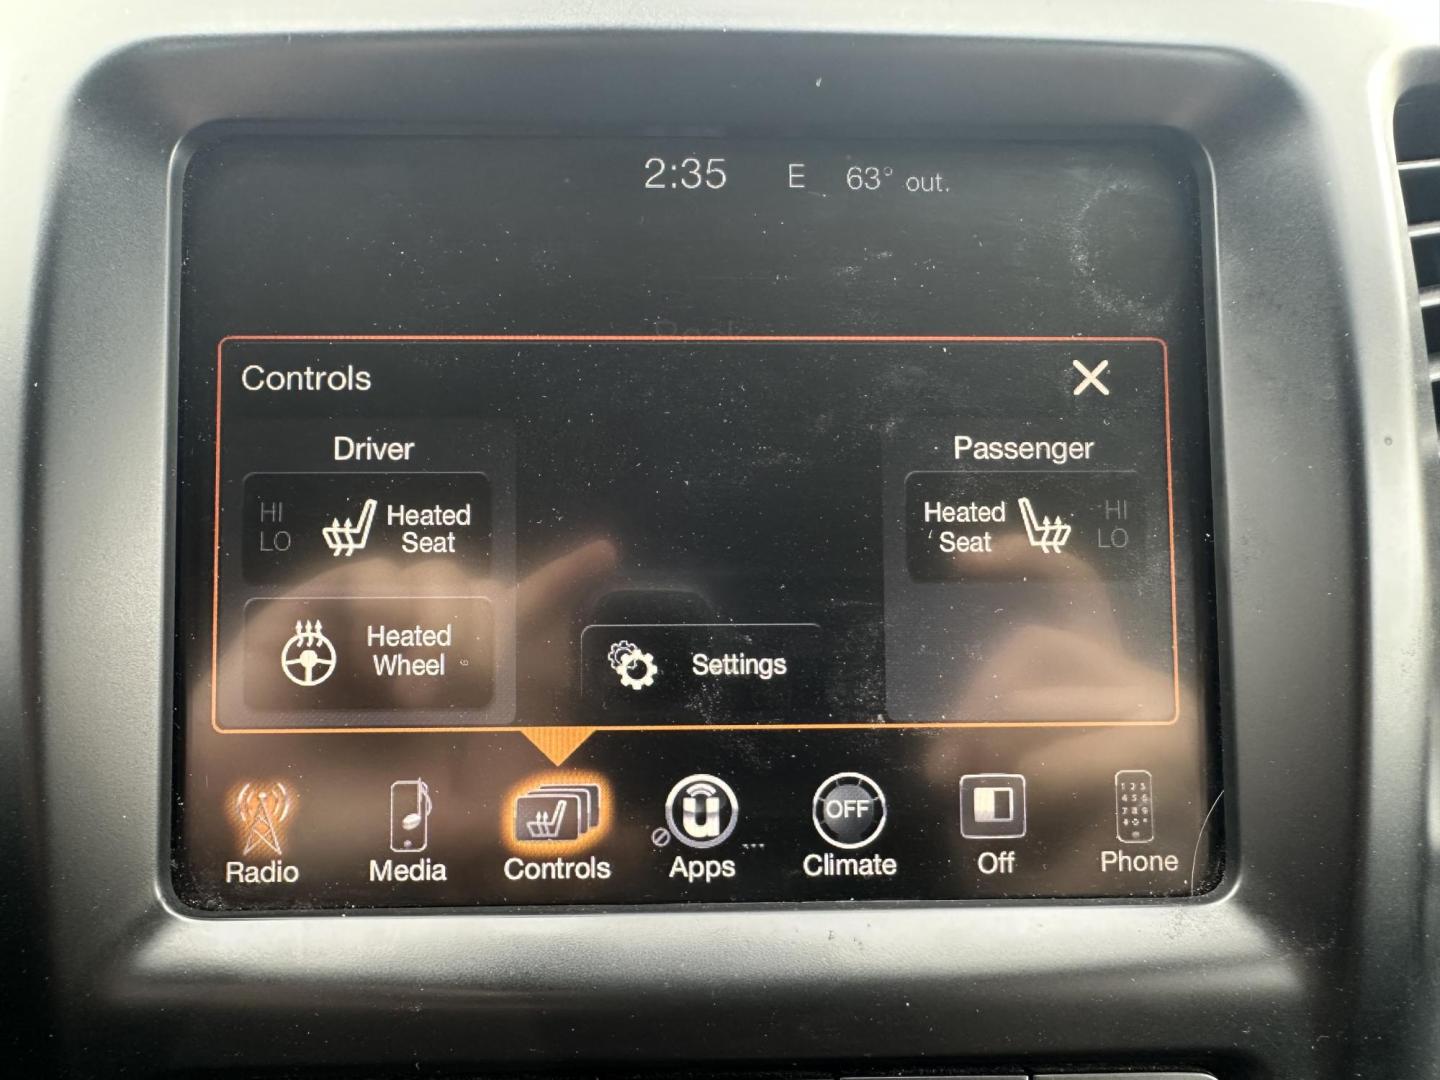 2:35 E 63° out.
Controls
Driver
Passenger
HI
LO
Heated
Seat
Heated
Seat
HI
LO
Heated
Wheel
Settings
OFF
Radio
Media
Controls
Apps
Climate
Off
Phone